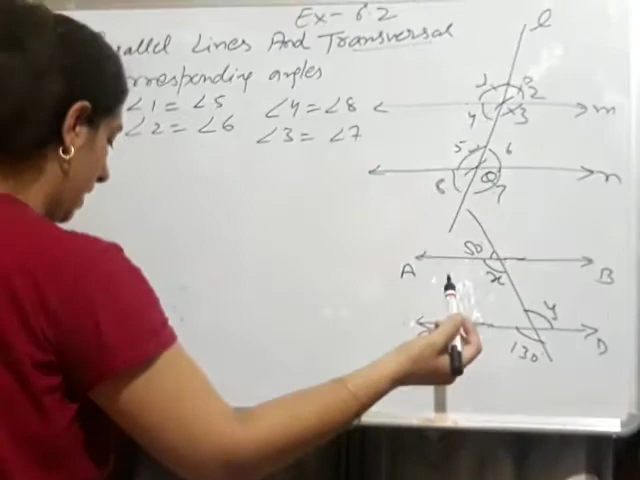 Ex-6.2
Parallel Lines And Transversal
Corresponding angles
∠1 = ∠5 ∠4 = ∠8
∠2 = ∠6 ∠3 = ∠7
l
1 2
4 3 m
5 6
8 7 n
50
A x B
y
D
130